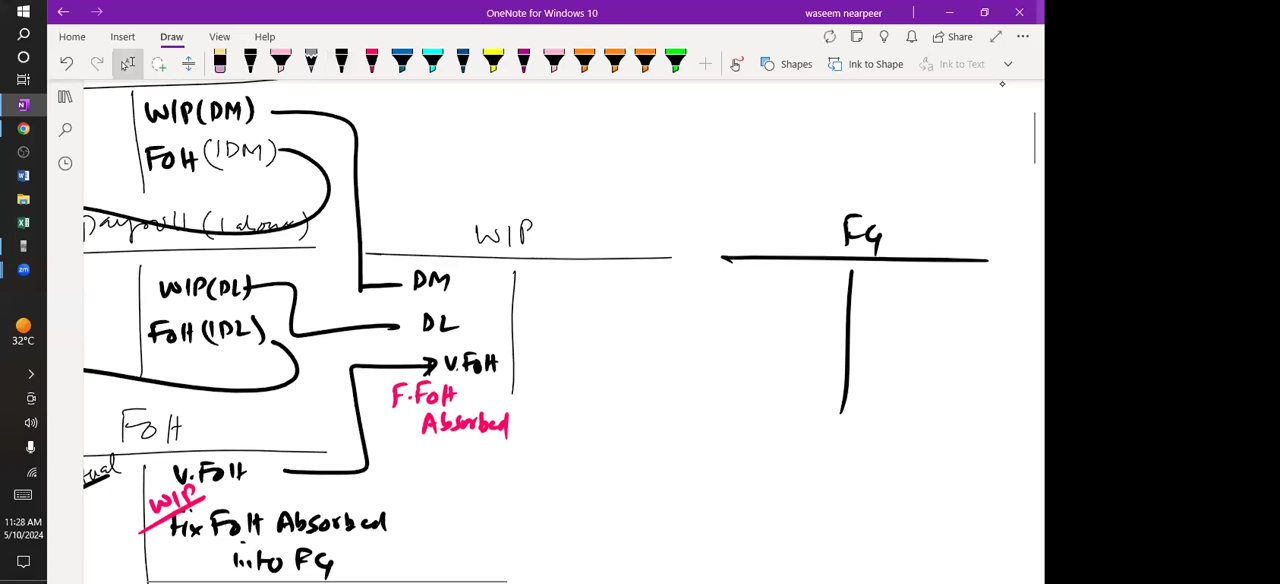 OneNote for Windows 10
waseem nearpeer
Home
Insert
Draw
View
Help
Share
Shapes
Ink to Shape
Ink to Text
WIP (DM)
FOH (IDM)
Payroll (Labour)
WIP (DL)
FOH (IDL)
WIP
DM
DL
V.FOH
F.FOH
Absorbed
FG
FOH
V.FOH
WIP
Fix FOH Absorbed
into FG
32°C
11:28 AM
5/10/2024